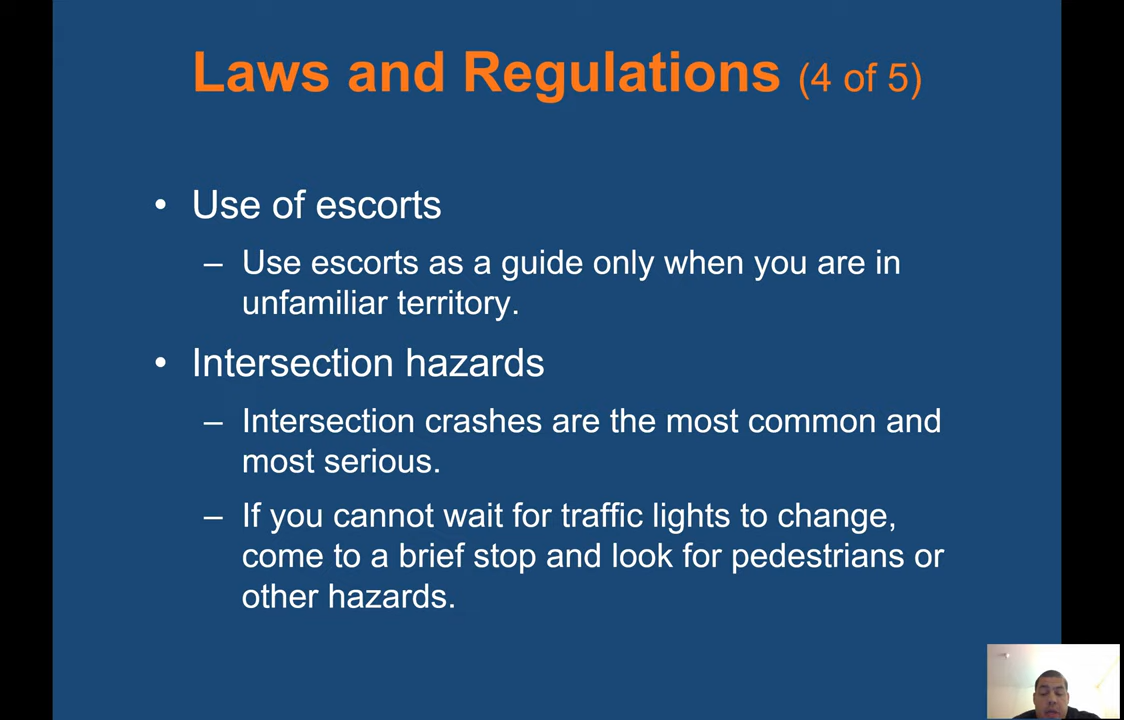 Laws and Regulations (4 of 5)
• Use of escorts
– Use escorts as a guide only when you are in
unfamiliar territory.
• Intersection hazards
– Intersection crashes are the most common and
most serious.
– If you cannot wait for traffic lights to change,
come to a brief stop and look for pedestrians or
other hazards.